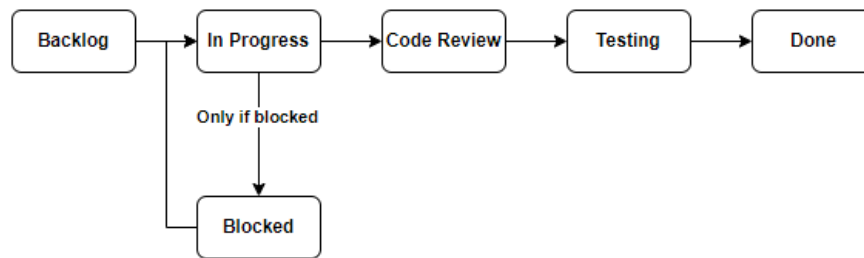 Backlog
In Progress
Code Review
Testing
Done
Only if blocked
Blocked